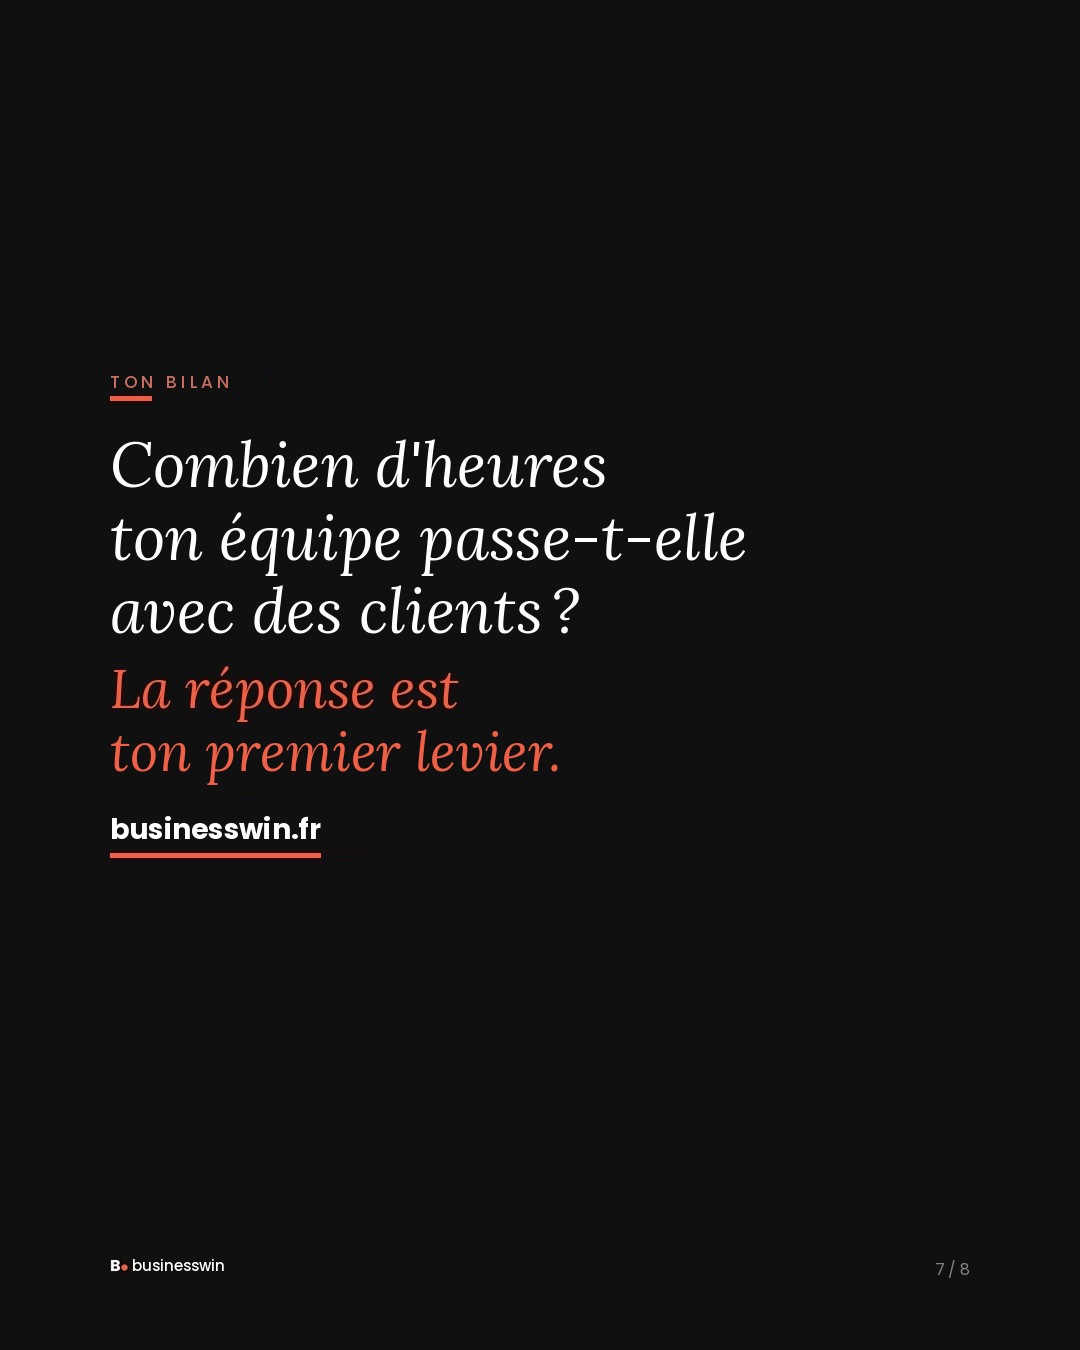 TON BILAN
Combien d'heures
ton équipe passe-t-elle
avec des clients ?
La réponse est
ton premier levier.
businesswin.fr
B• businesswin
7 / 8